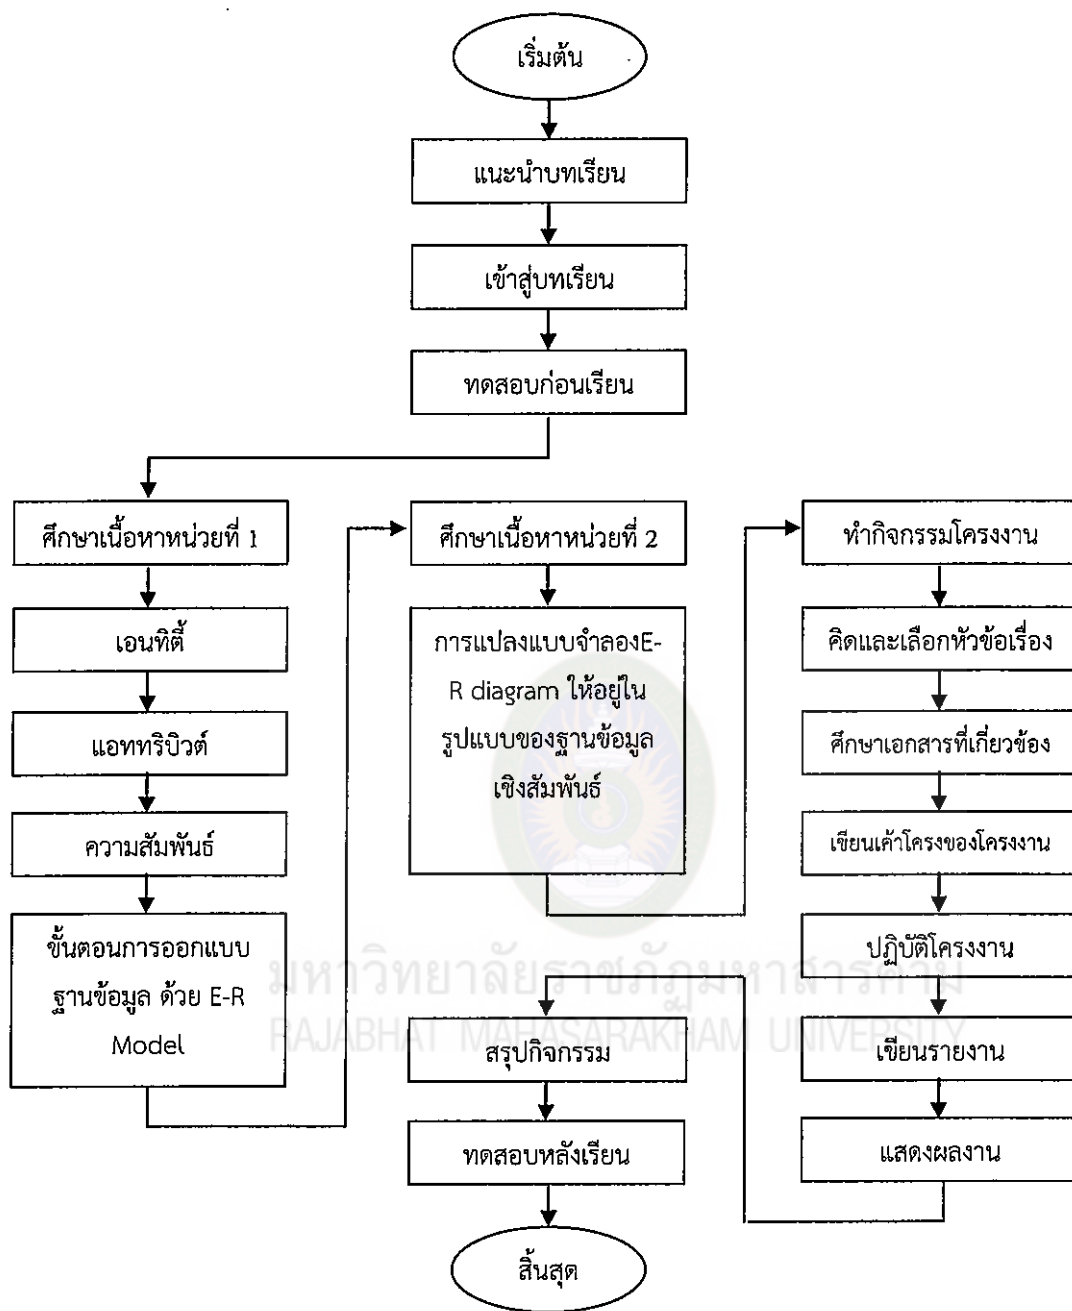 เริ่มต้น
แนะนำบทเรียน
เข้าสู่บทเรียน
ทดสอบก่อนเรียน
ศึกษาเนื้อหาหน่วยที่ 1
เอนทิตี้
แอททริบิวต์
ความสัมพันธ์
ขั้นตอนการออกแบบ
ฐานข้อมูล ด้วย E-R
Model
ศึกษาเนื้อหาหน่วยที่ 2
การแปลงแบบจำลองE-
R diagram ให้อยู่ใน
รูปแบบของฐานข้อมูล
เชิงสัมพันธ์
ทำกิจกรรมโครงงาน
คิดและเลือกหัวข้อเรื่อง
ศึกษาเอกสารที่เกี่ยวข้อง
เขียนเค้าโครงของโครงงาน
ปฏิบัติโครงงาน
เขียนรายงาน
แสดงผลงาน
สรุปกิจกรรม
ทดสอบหลังเรียน
สิ้นสุด
มหาวิทยาลัยราชภัฏมหาสารคาม
RAJABHAT MAHASARAKHAM UNIVERSITY